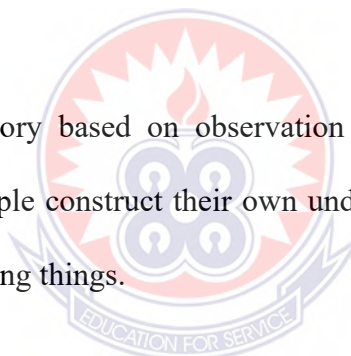 ory based on observation
ple construct their own und
ng things.
EDUCATION FOR SERVICE